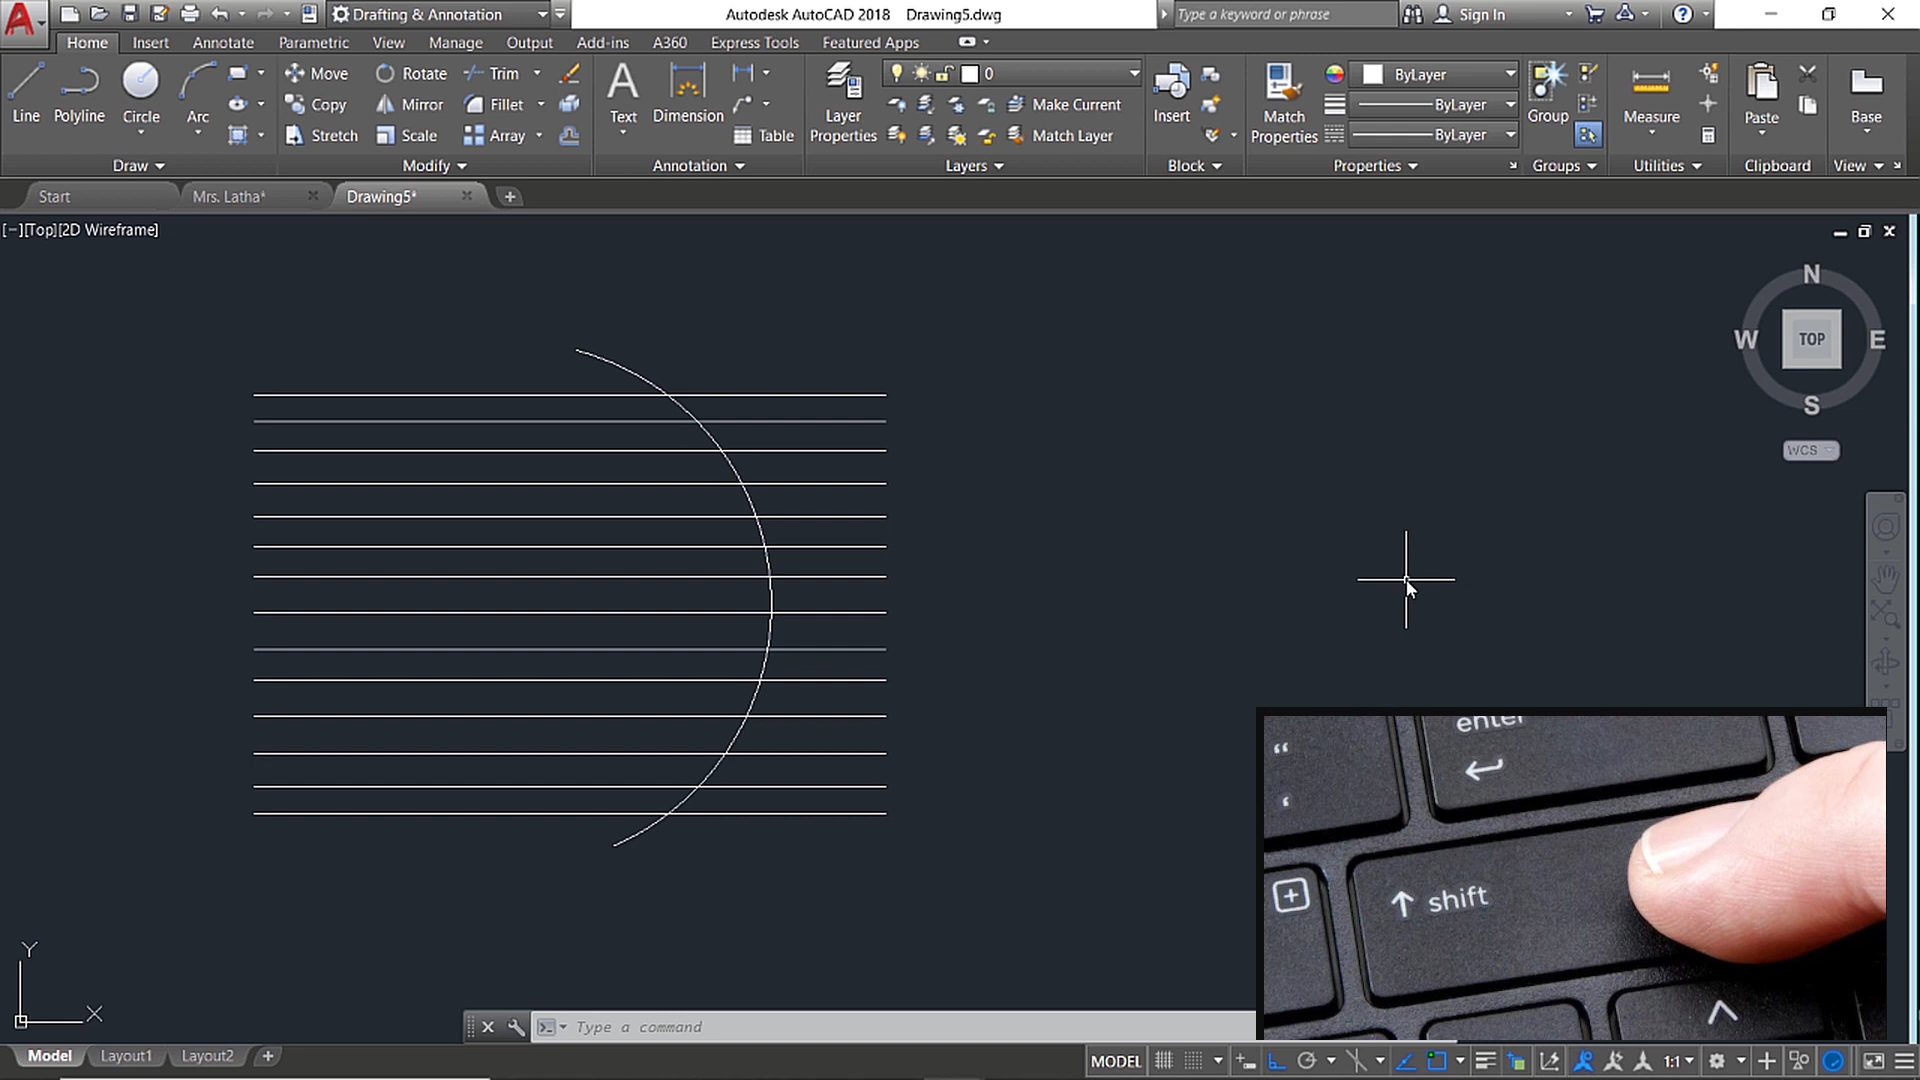 Drafting & Annotation
Autodesk AutoCAD 2018 Drawing5.dwg
Type a keyword or phrase
Sign In
Home Insert Annotate Parametric View Manage Output Add-ins A360 Express Tools Featured Apps
Line Polyline Circle Arc
Move Rotate Trim
Copy Mirror Fillet
Stretch Scale Array
Text Dimension
Table
Layer Properties
0
Make Current
Match Layer
Insert
Match Properties
ByLayer
ByLayer
ByLayer
Group
Measure
Paste
Base
Draw Modify Annotation Layers Block Properties Groups Utilities Clipboard View
Start Mrs. Latha* Drawing5*
[−][Top][2D Wireframe]
N
W TOP E
S
WCS
enter
shift
Y
X
Type a command
Model Layout1 Layout2
MODEL
1:1